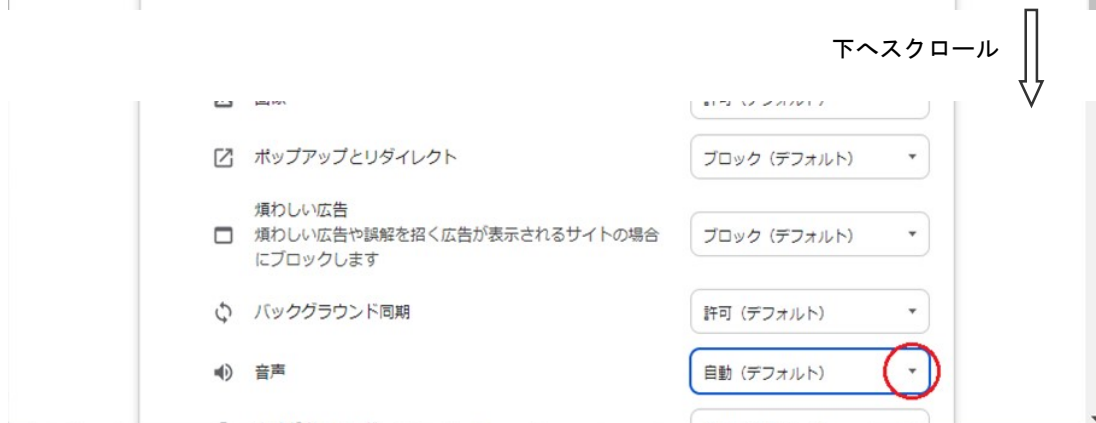 下へスクロール
ポップアップとリダイレクト
ブロック（デフォルト）
煩わしい広告
煩わしい広告や誤解を招く広告が表示されるサイトの場合
にブロックします
ブロック（デフォルト）
バックグラウンド同期
許可（デフォルト）
音声
自動（デフォルト）